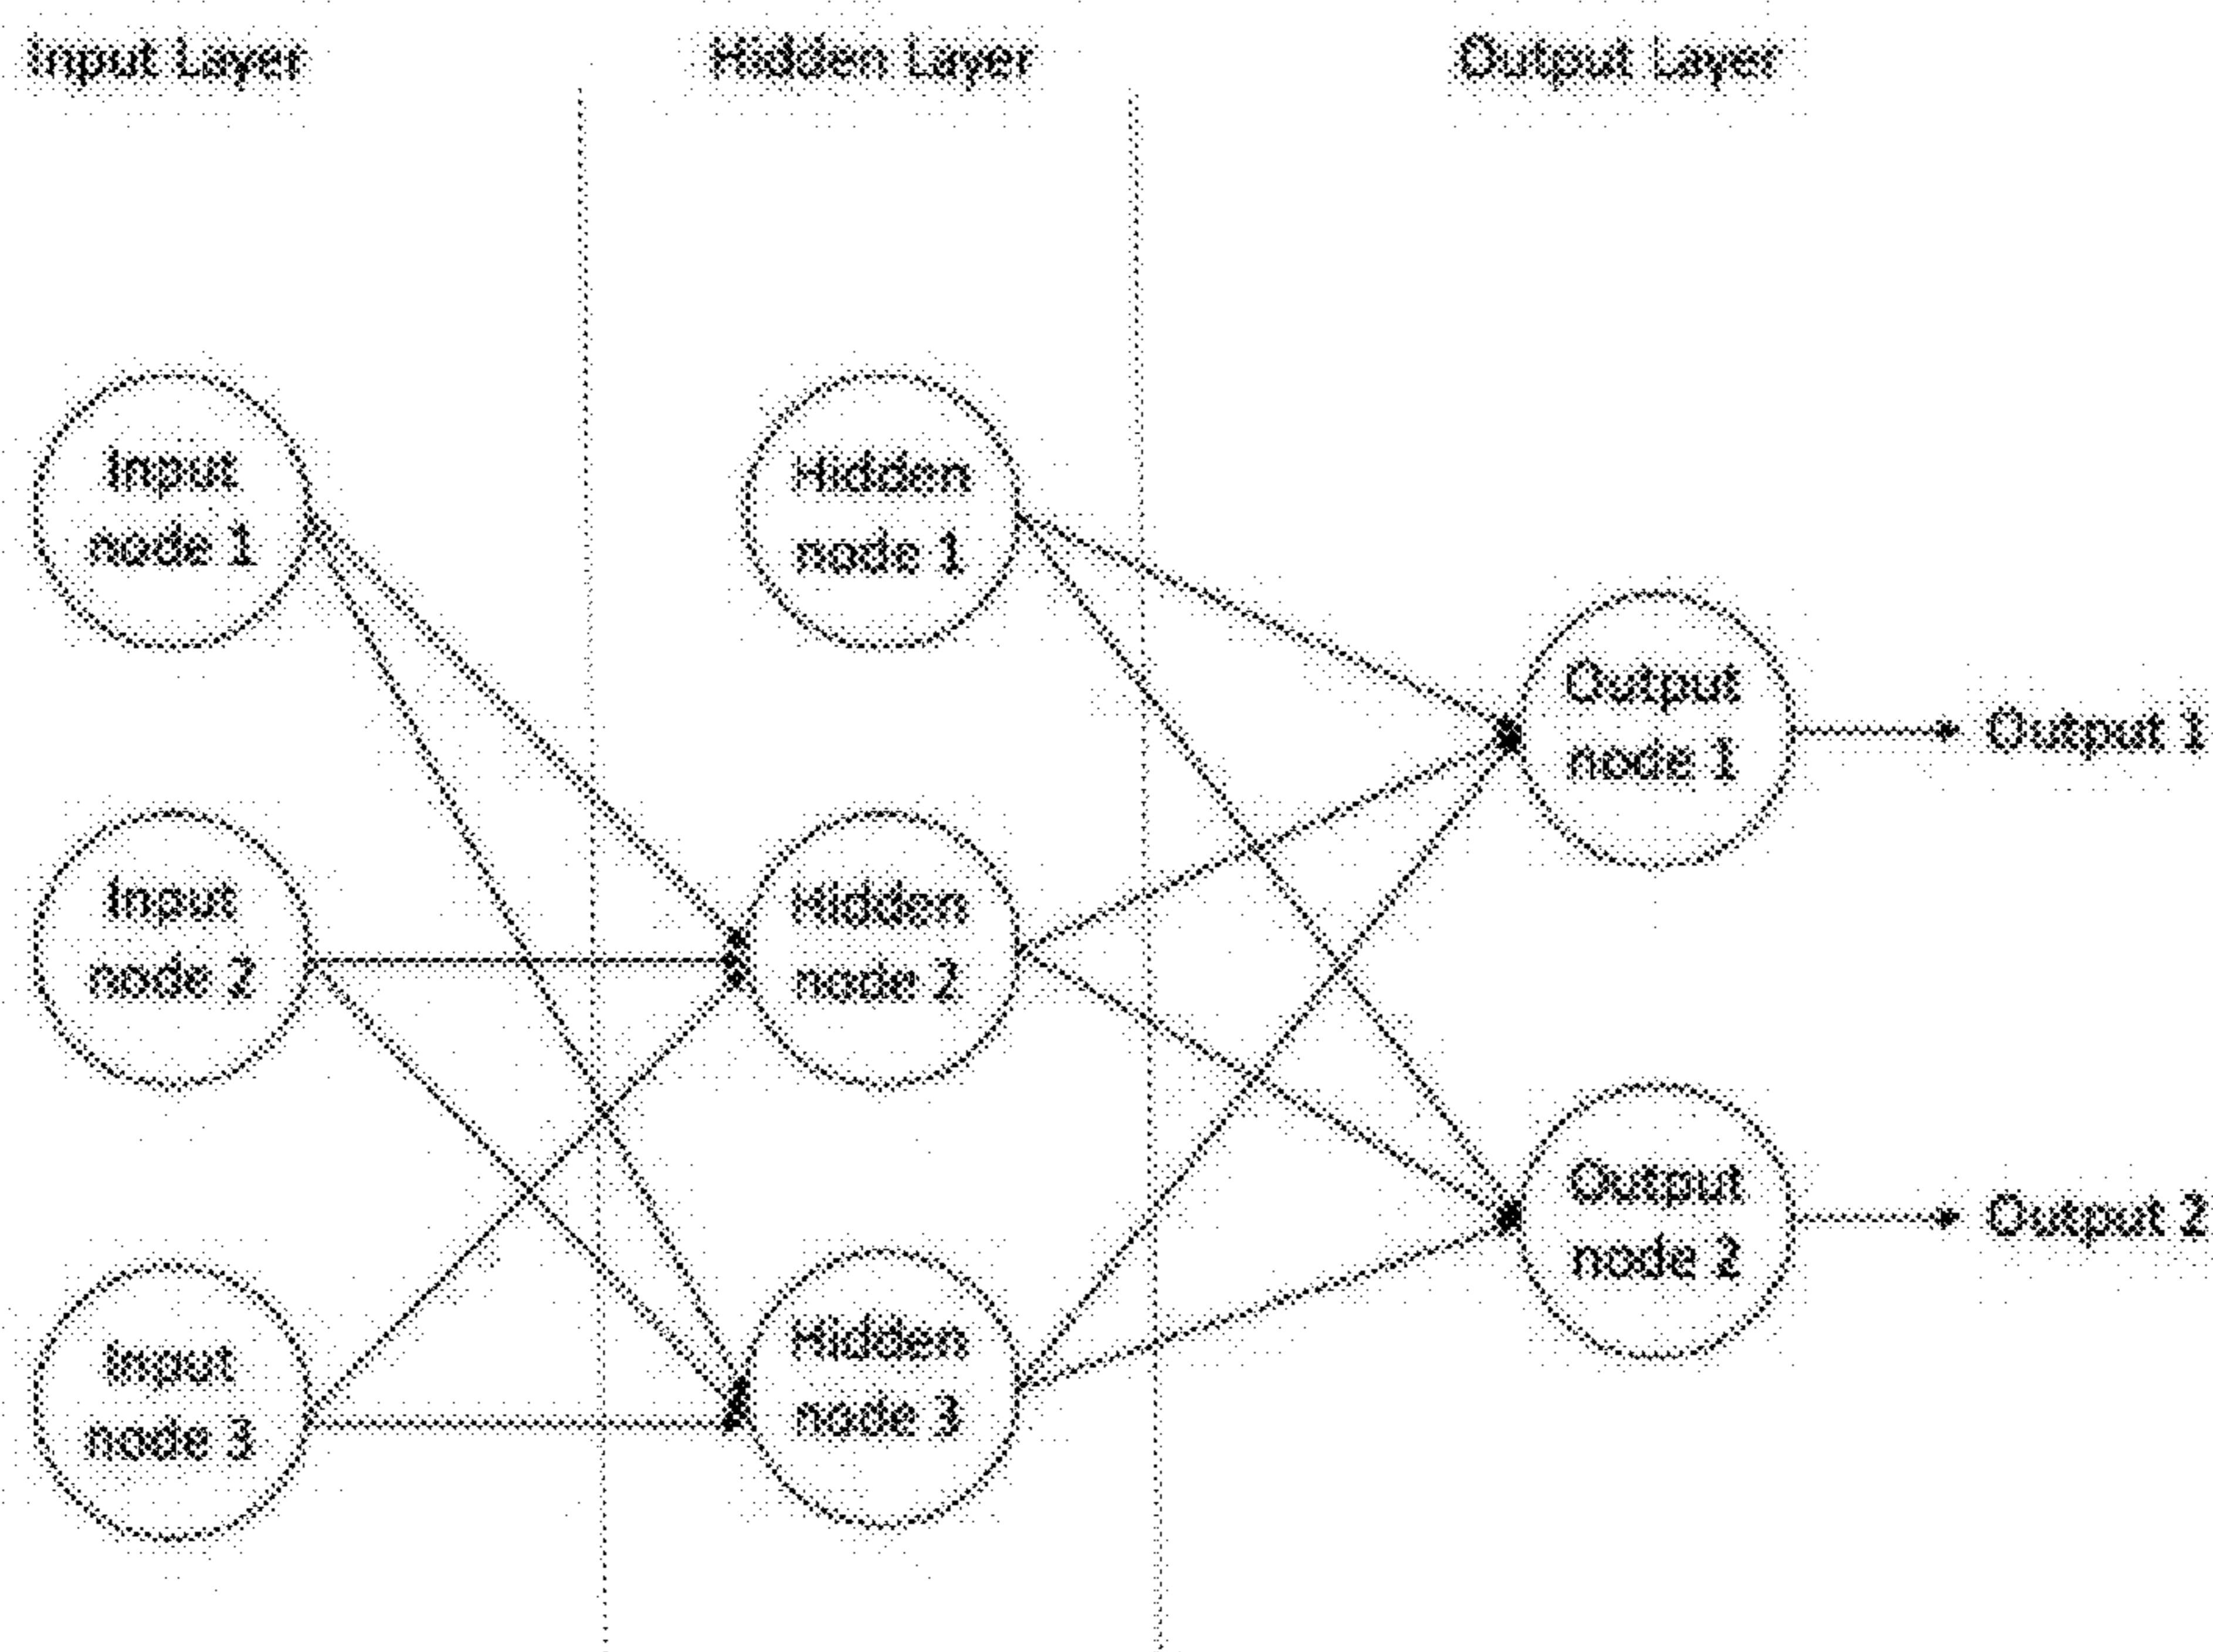 Input Layer
Hidden Layer
Output Layer
Input
node 1
Hidden
node 1
Output
node 1
Output 1
Input
node 2
Hidden
node 2
Output
node 2
Output 2
Input
node 3
Hidden
node 3